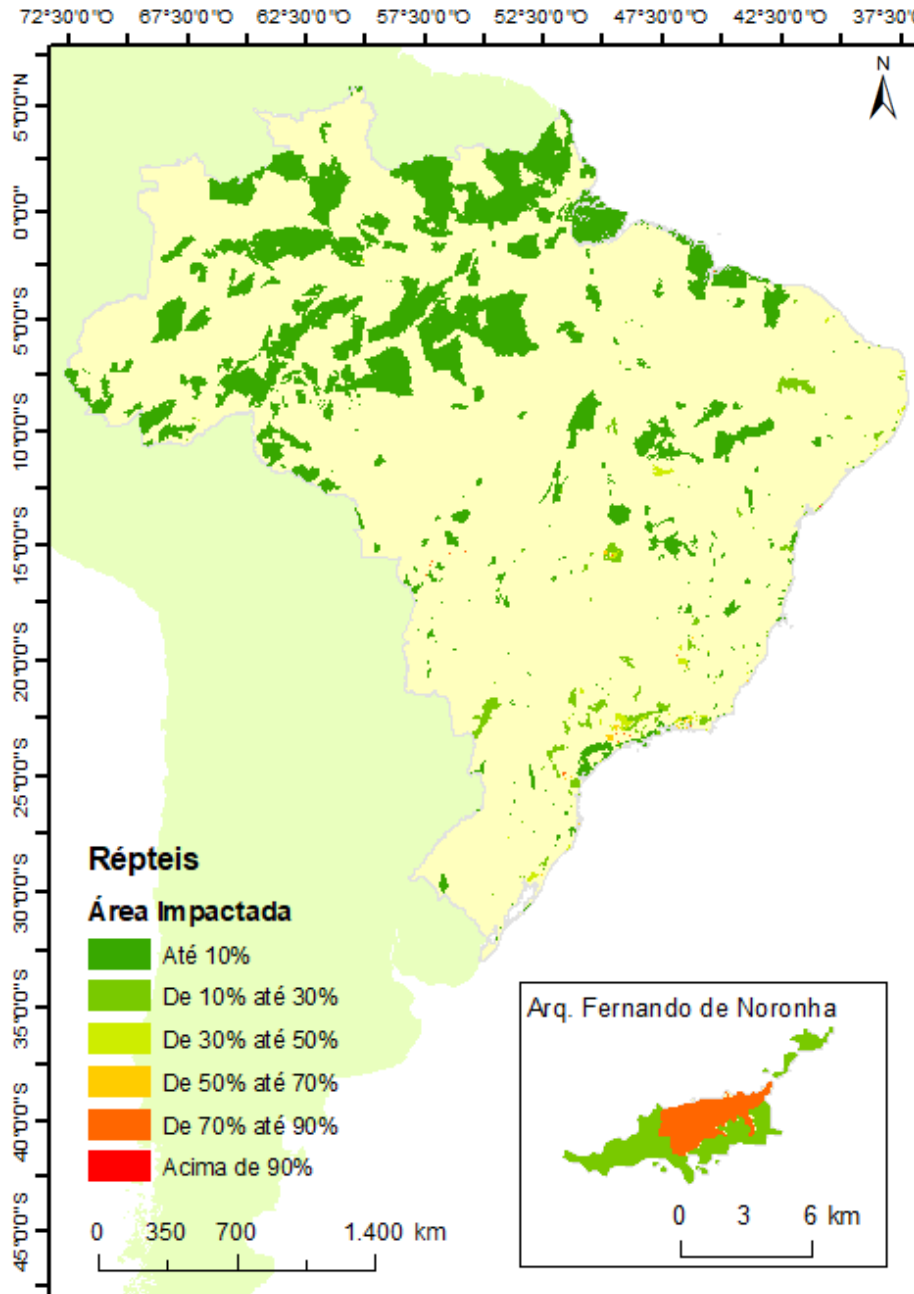 72°30'0"O 67°30'0"O 62°30'0"O 57°30'0"O 52°30'0"O 47°30'0"O 42°30'0"O 37°30'0"O
N
5°0'0"N
0°0'0"
5°0'0"S
10°0'0"S
15°0'0"S
20°0'0"S
25°0'0"S
30°0'0"S
35°0'0"S
40°0'0"S
45°0'0"S
Répteis
Área Impactada
Até 10%
De 10% até 30%
De 30% até 50%
De 50% até 70%
De 70% até 90%
Acima de 90%
0 350 700 1.400 km
Arq. Fernando de Noronha
0 3 6 km